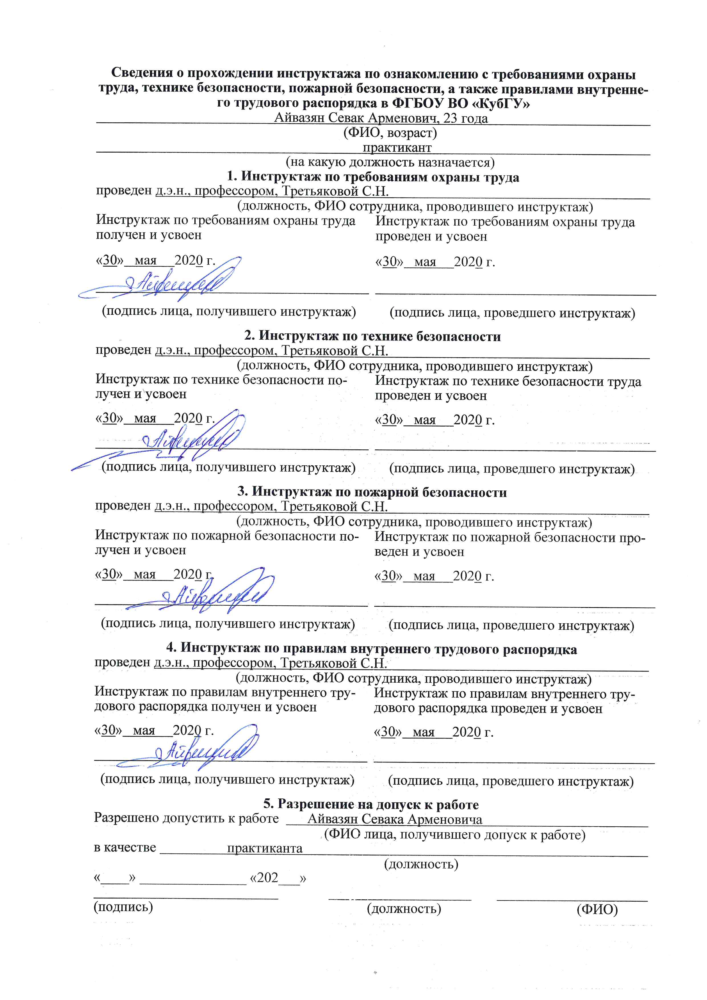 Сведения о прохождении инструктажа по ознакомлению с требованиями охраны
труда, технике безопасности, пожарной безопасности, а также правилами внутренне-
го трудового распорядка в ФГБОУ ВО «КубГУ»
Айвазян Севак Арменович, 23 года
(ФИО, возраст)
практикант
(на какую должность назначается)
1. Инструктаж по требованиям охраны труда
проведен д.э.н., профессором, Третьяковой С.Н.
(должность, ФИО сотрудника, проводившего инструктаж)
Инструктаж по требованиям охраны труда
получен и усвоен
«30» мая 2020 г.
(подпись лица, получившего инструктаж)
Инструктаж по требованиям охраны труда
проведен и усвоен
«30» мая 2020 г.
(подпись лица, проведшего инструктаж)
2. Инструктаж по технике безопасности
проведен д.э.н., профессором, Третьяковой С.Н.
(должность, ФИО сотрудника, проводившего инструктаж)
Инструктаж по технике безопасности по-
лучен и усвоен
«30» мая 2020 г.
(подпись лица, получившего инструктаж)
Инструктаж по технике безопасности труда
проведен и усвоен
«30» мая 2020 г.
(подпись лица, проведшего инструктаж)
3. Инструктаж по пожарной безопасности
проведен д.э.н., профессором, Третьяковой С.Н.
(должность, ФИО сотрудника, проводившего инструктаж)
Инструктаж по пожарной безопасности по-
лучен и усвоен
«30» мая 2020 г.
(подпись лица, получившего инструктаж)
Инструктаж по пожарной безопасности про-
веден и усвоен
«30» мая 2020 г.
(подпись лица, проведшего инструктаж)
4. Инструктаж по правилам внутреннего трудового распорядка
проведен д.э.н., профессором, Третьяковой С.Н.
(должность, ФИО сотрудника, проводившего инструктаж)
Инструктаж по правилам внутреннего тру-
дового распорядка получен и усвоен
«30» мая 2020 г.
(подпись лица, получившего инструктаж)
Инструктаж по правилам внутреннего тру-
дового распорядка проведен и усвоен
«30» мая 2020 г.
(подпись лица, проведшего инструктаж)
5. Разрешение на допуск к работе
Разрешено допустить к работе Айвазян Севака Арменовича
(ФИО лица, получившего допуск к работе)
в качестве практиканта
(должность)
«____» _______________ «202___»
(подпись) (должность) (ФИО)